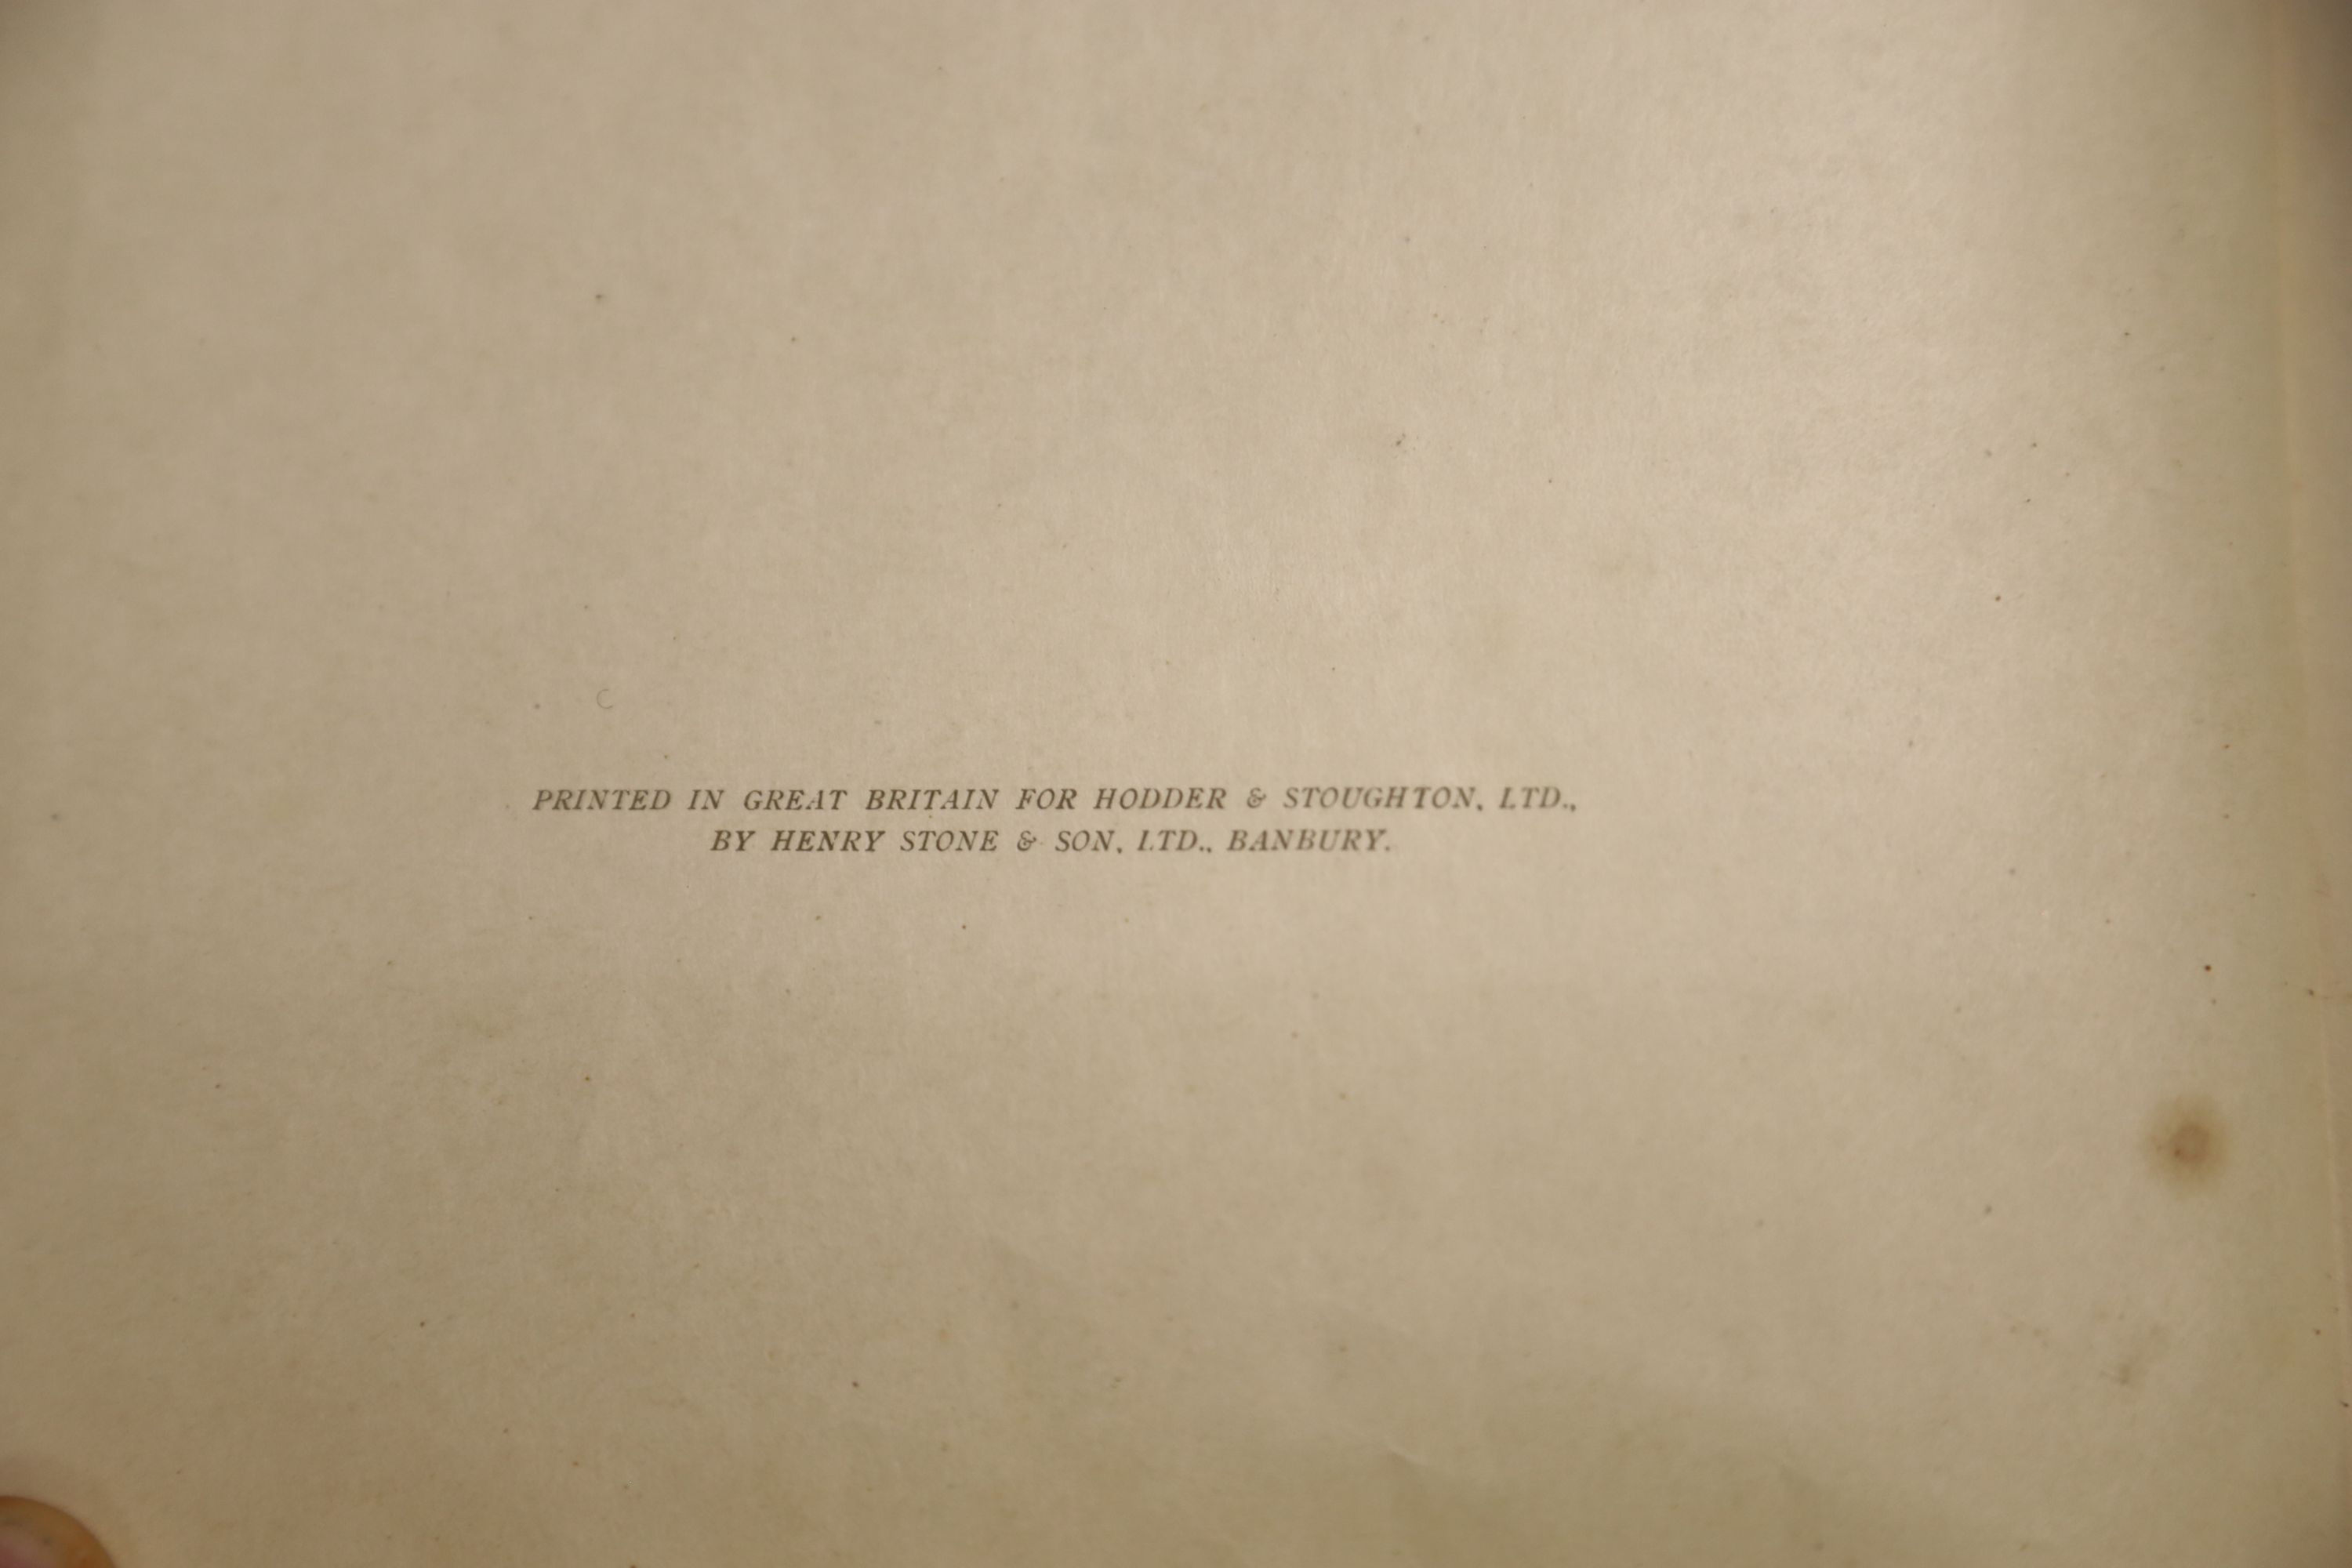 PRINTED IN GREAT BRITAIN FOR HODDER & STOUGHTON, LTD.,
BY HENRY STONE & SON, LTD., BANBURY.